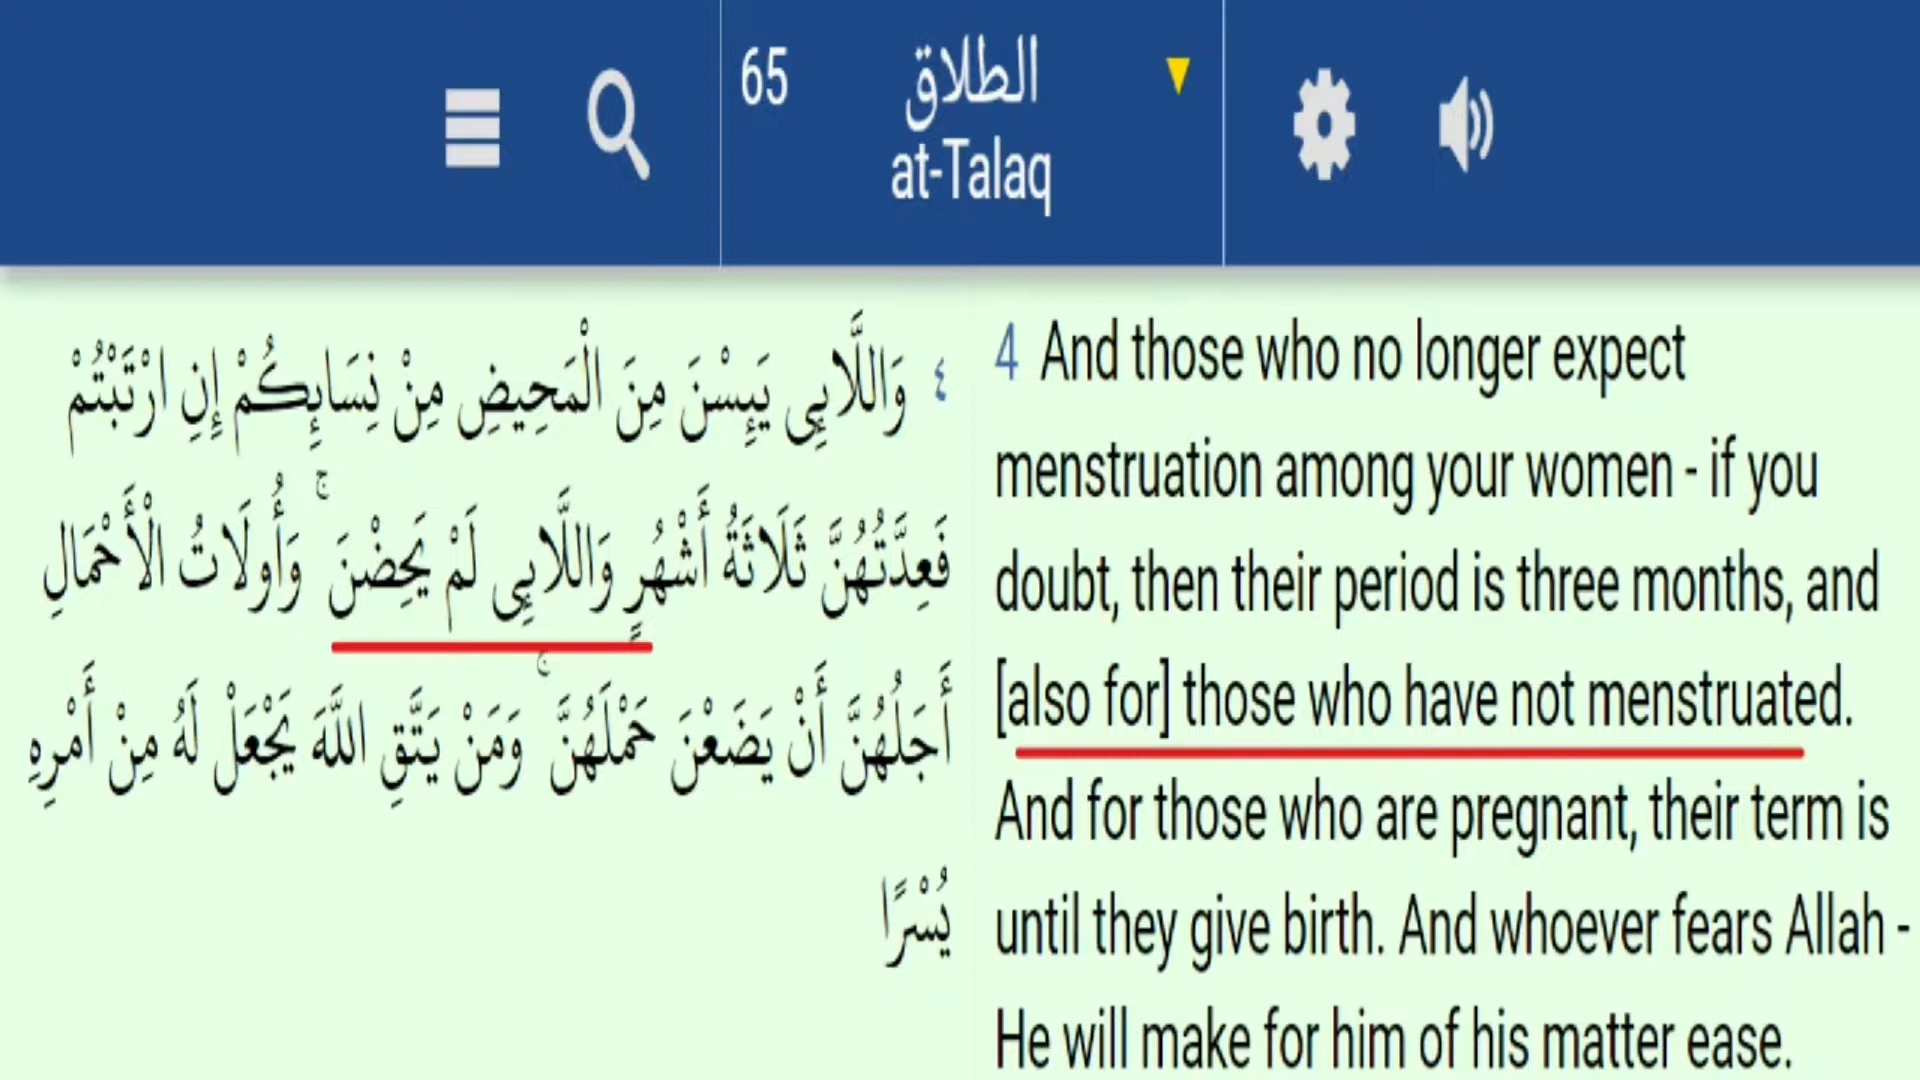 65
الطلاق
at-Talaq
٤ وَاللَّائِي يَئِسْنَ مِنَ الْمَحِيضِ مِنْ نِسَائِكُمْ إِنِ ارْتَبْتُمْ
فَعِدَّتُهُنَّ ثَلَاثَةُ أَشْهُرٍ وَاللَّائِي لَمْ يَحِضْنَ ۚ وَأُولَاتُ الْأَحْمَالِ
أَجَلُهُنَّ أَنْ يَضَعْنَ حَمْلَهُنَّ ۚ وَمَنْ يَتَّقِ اللَّهَ يَجْعَلْ لَهُ مِنْ أَمْرِهِ
يُسْرًا
4 And those who no longer expect
menstruation among your women - if you
doubt, then their period is three months, and
[also for] those who have not menstruated.
And for those who are pregnant, their term is
until they give birth. And whoever fears Allah -
He will make for him of his matter ease.